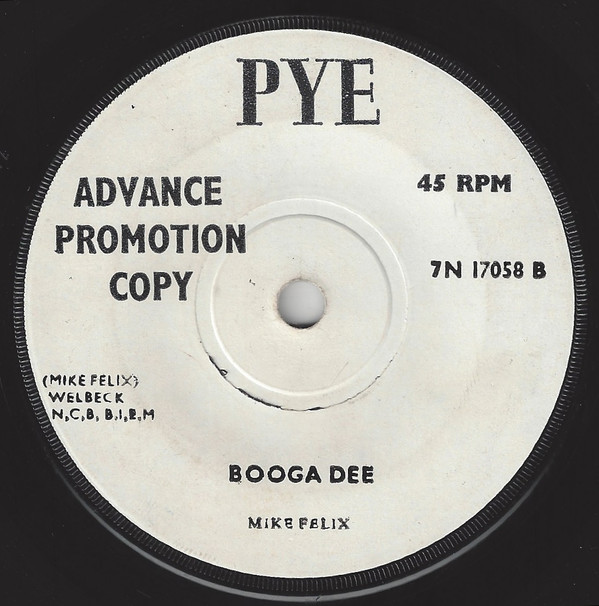 PYE
ADVANCE
PROMOTION
COPY
45 RPM
7N 17058 B
(MIKE FELIX)
WELBECK
N,C,B, B,I,E,M
BOOGA DEE
MIKE FELIX